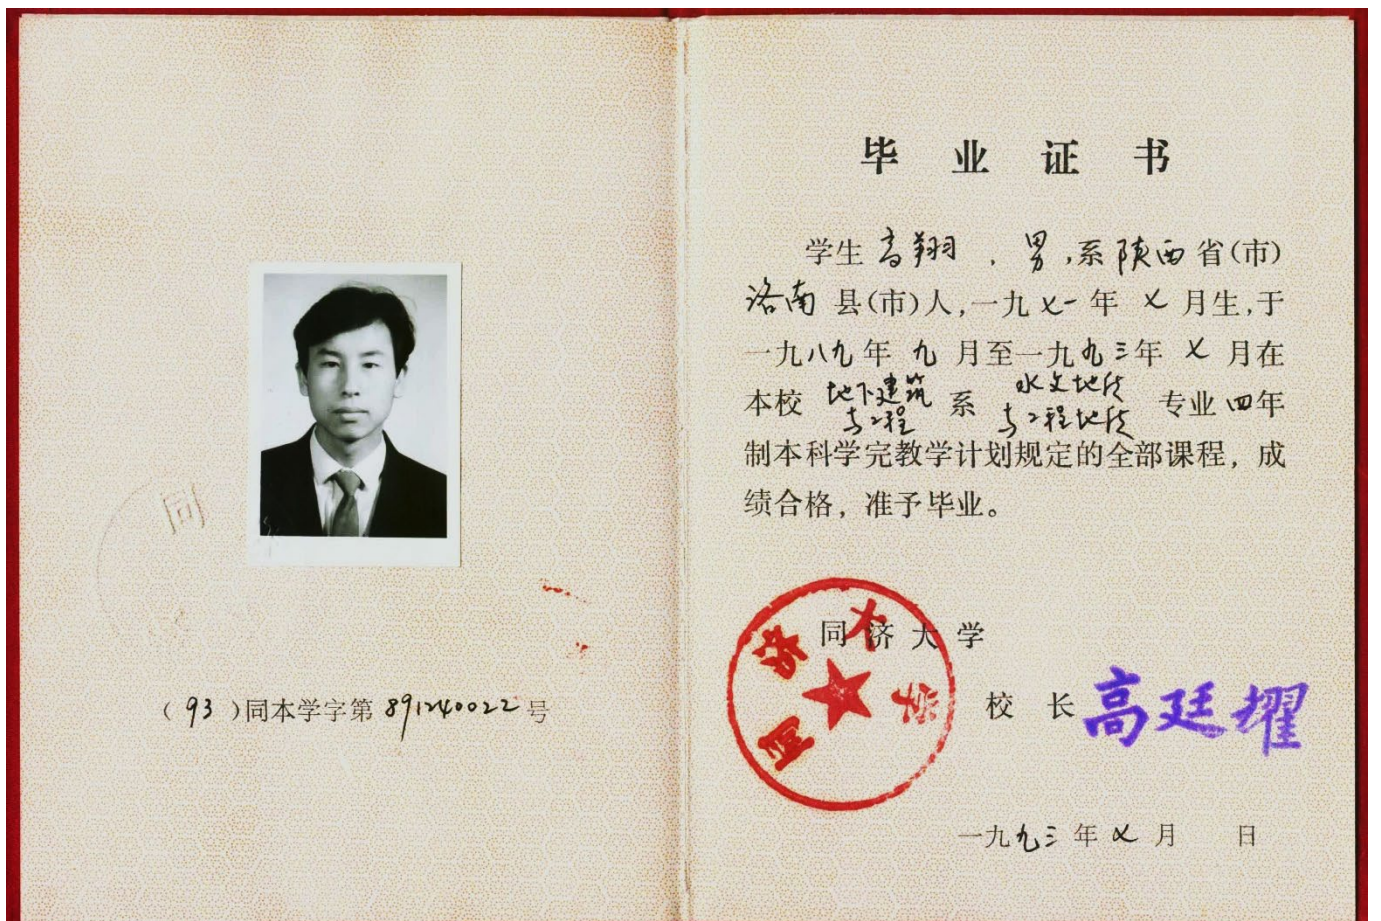 同
(93)同本学字第891240022号
毕业证书
学生高翔,男,系陕西省(市)
洛南县(市)人,一九七一年七月生,于
一九八九年九月至一九九三年七月在
本校地下建筑与工程系水文地质与工程地质专业四年
制本科学完教学计划规定的全部课程,成
绩合格,准予毕业。
同济大学
同济大学
校长高廷耀
一九九三年七月 日